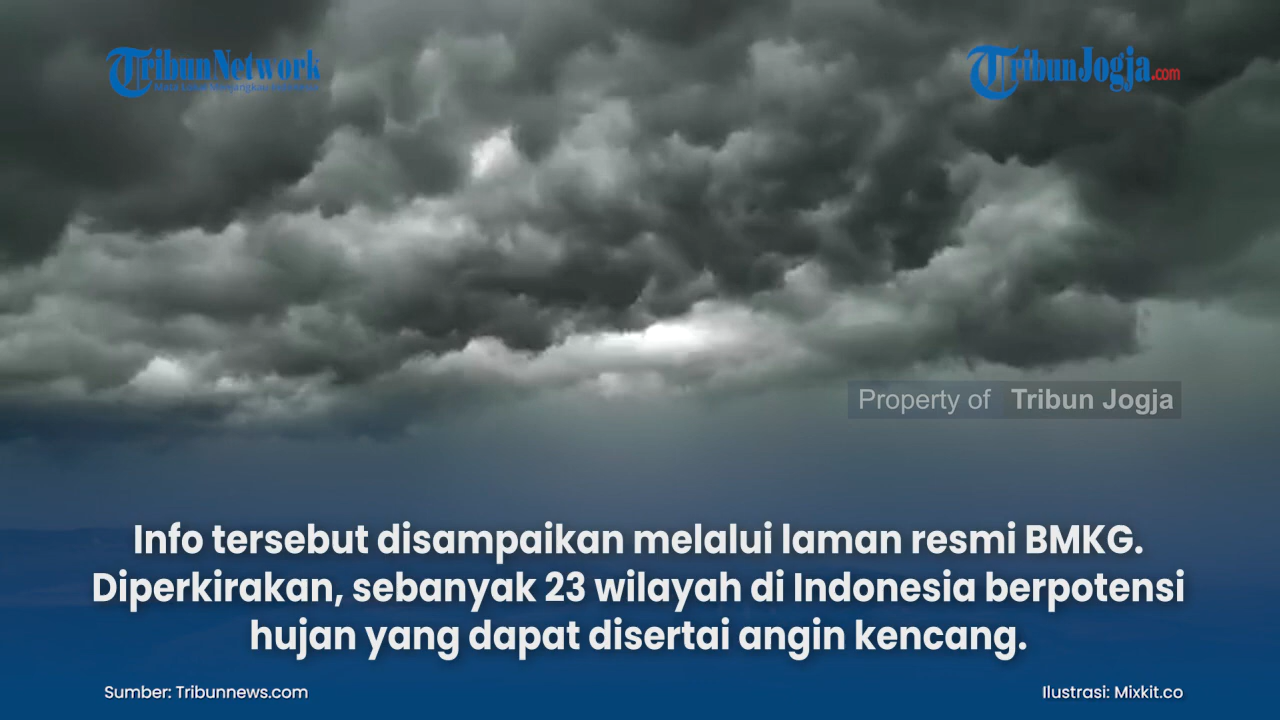 TribunNetwork
TribunJogja.com
Property of Tribun Jogja
Info tersebut disampaikan melalui laman resmi BMKG.
Diperkirakan, sebanyak 23 wilayah di Indonesia berpotensi
hujan yang dapat disertai angin kencang.
Sumber: Tribunnews.com
Ilustrasi: Mixkit.co